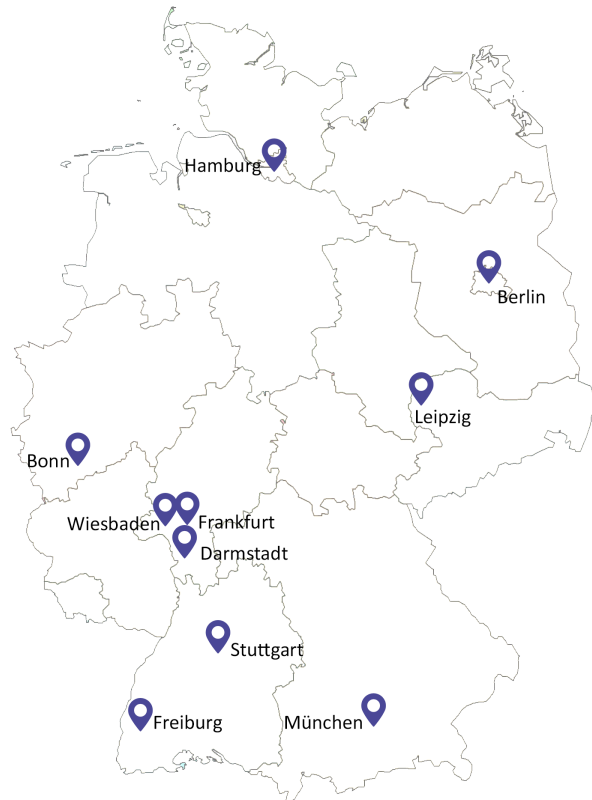 Hamburg
Berlin
Leipzig
Bonn
Wiesbaden
Frankfurt
Darmstadt
Stuttgart
Freiburg
München